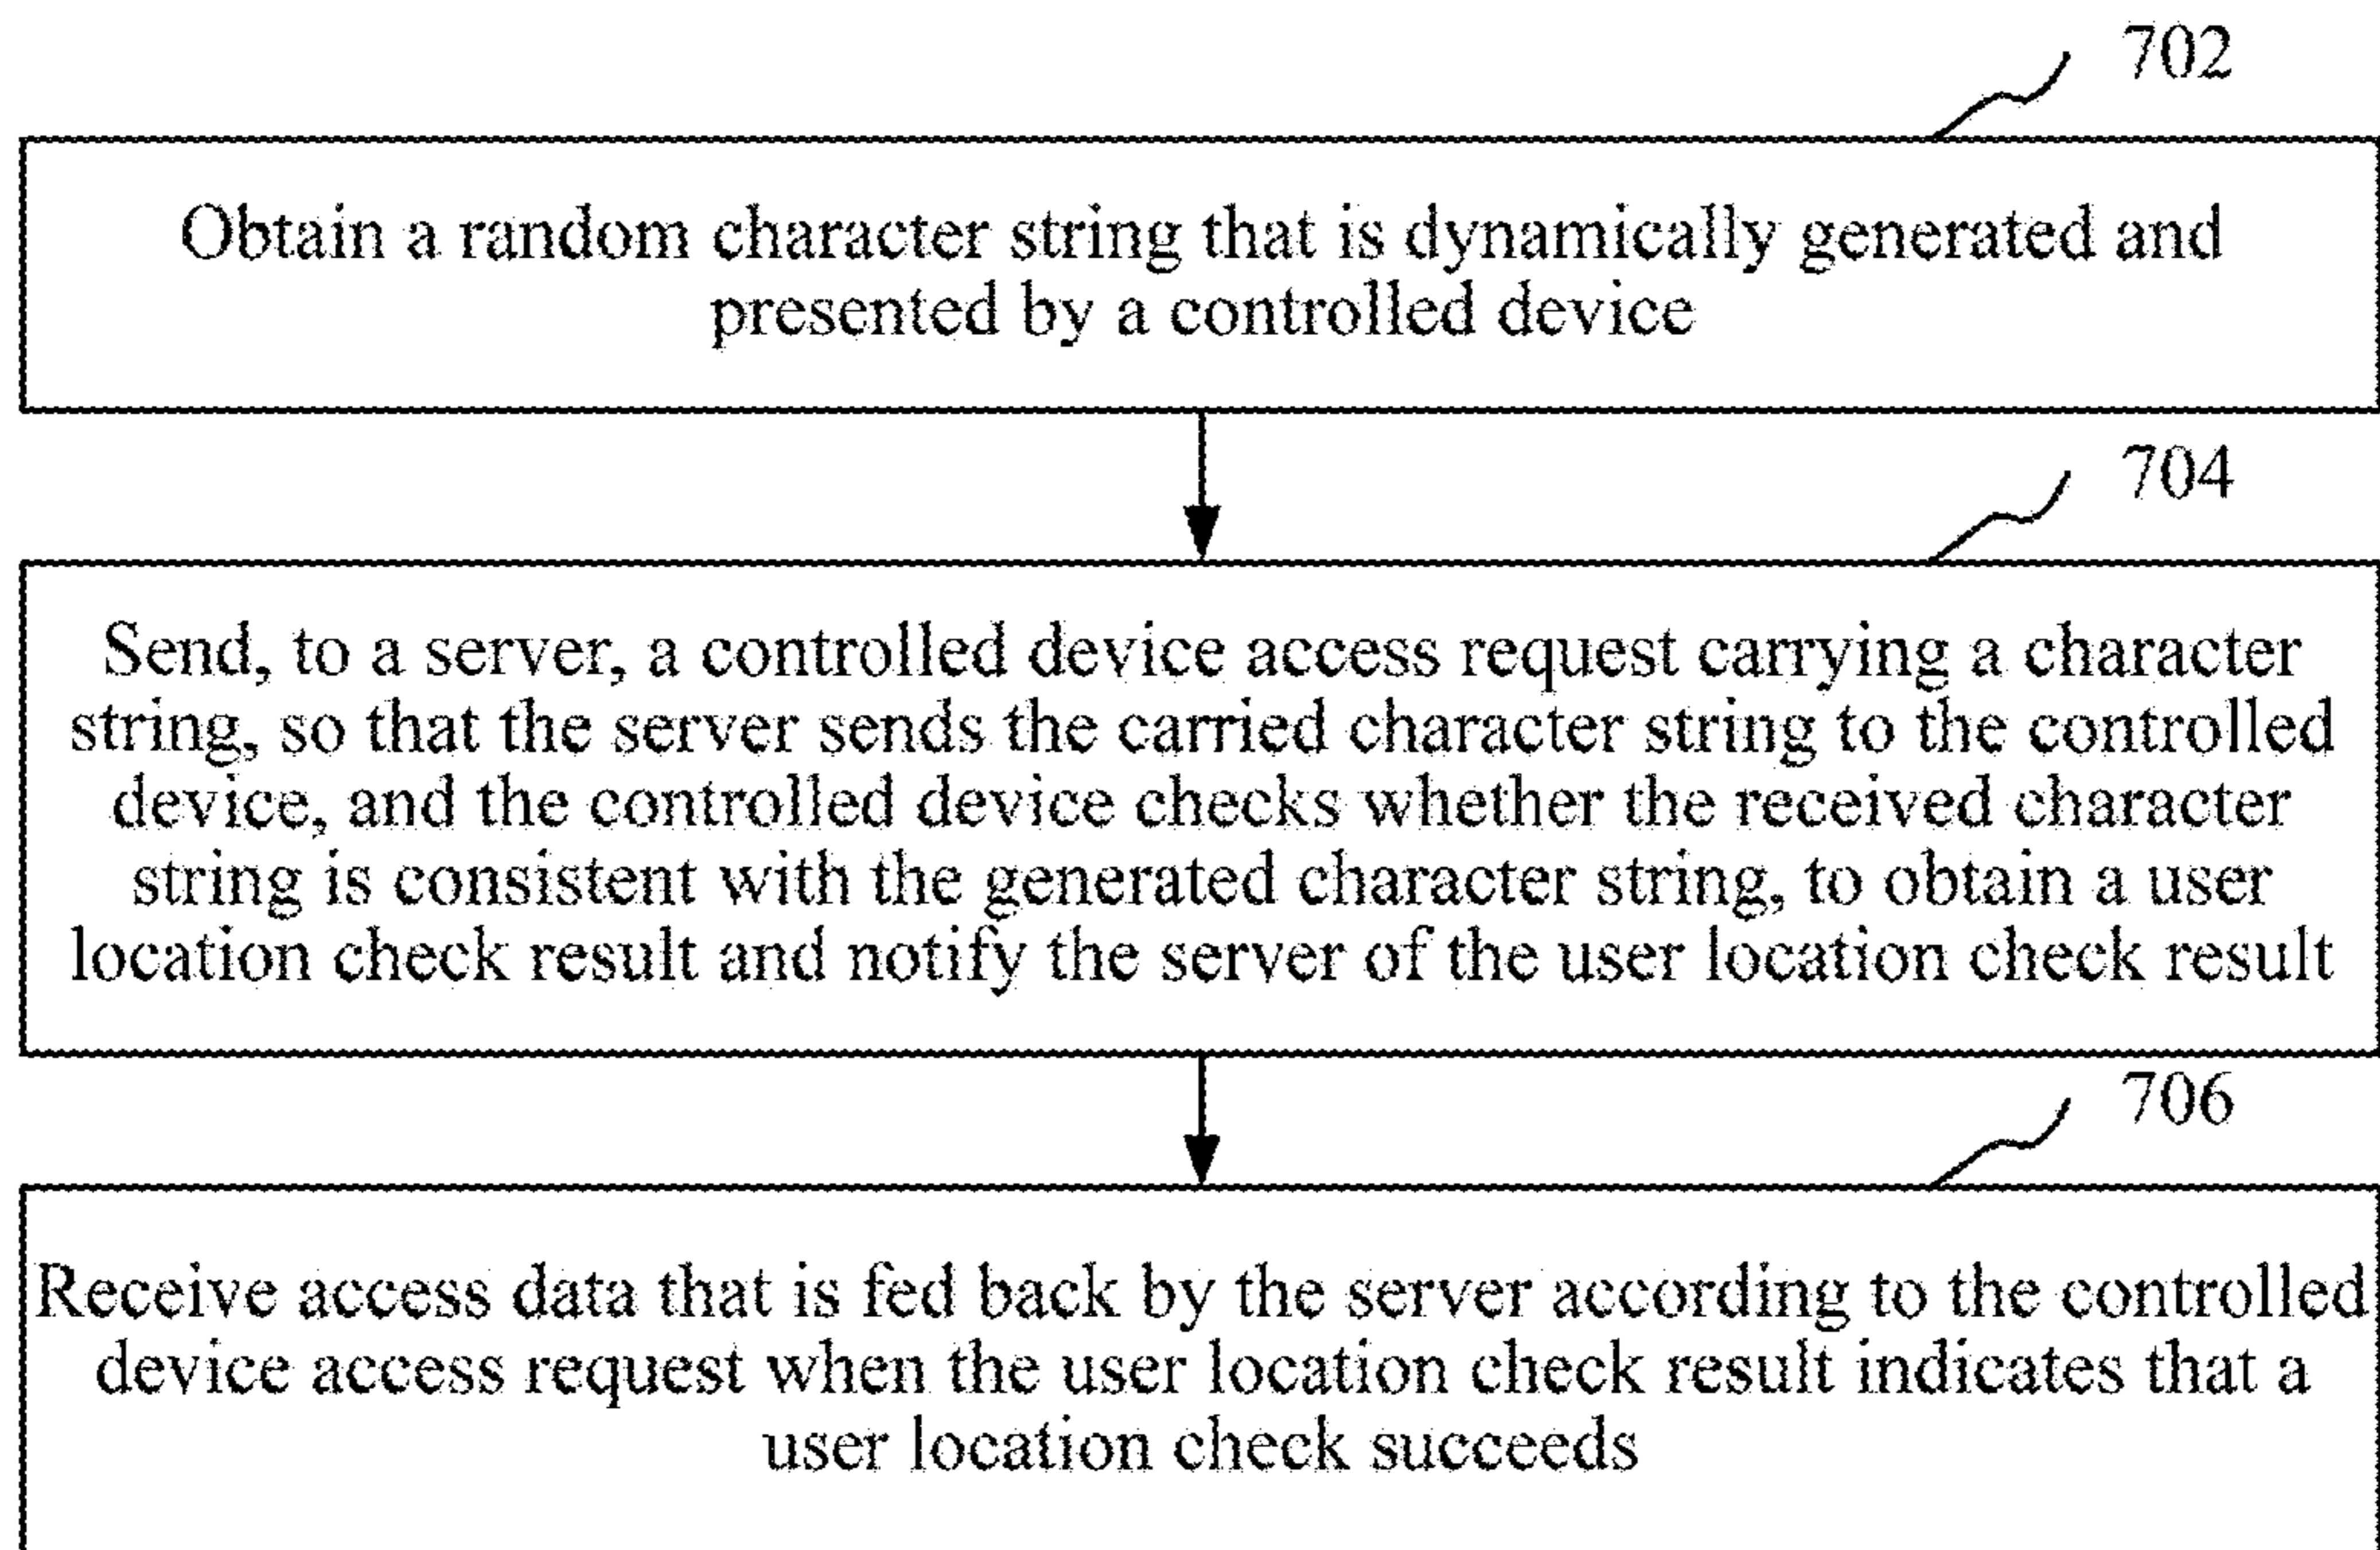 702
Obtain a random character string that is dynamically generated and
presented by a controlled device
704
Send, to a server, a controlled device access request carrying a character
string, so that the server sends the carried character string to the controlled
device, and the controlled device checks whether the received character
string is consistent with the generated character string, to obtain a user
location check result and notify the server of the user location check result
706
Receive access data that is fed back by the server according to the controlled
device access request when the user location check result indicates that a
user location check succeeds